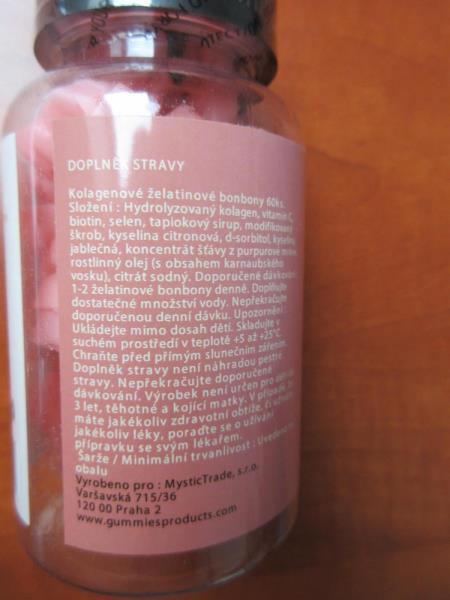 DOPLNĚK STRAVY
Kolagenové želatinové bonbony 60ks.
Složení : Hydrolyzovaný kolagen, vitamin C,
biotin, selen, tapiokový sirup, modifikovaný
škrob, kyselina citronová, d-sorbitol, kyselina
jablečná, koncentrát šťávy z purpurové
rostlinný olej (s obsahem karnaubského
vosku), citrát sodný. Doporučené dávkování
1-2 želatinové bonbony denně. Doplňujte
dostatečné množství vody. Nepřekračujte
doporučenou denní dávku. Upozornění :
Ukládejte mimo dosah dětí. Skladujte v
suchém prostředí v teplotě +5 až +25°C.
Chraňte před přímým slunečním zářením.
Doplněk stravy není náhradou pestré
stravy. Nepřekračujte doporučené
dávkování. Výrobek není určen pro děti do
3 let, těhotné a kojící matky. V případě, že
máte jakékoliv zdravotní obtíže, či užíváte
jakékoliv léky, poraďte se o užívání
přípravku se svým lékařem.
Šarže / Minimální trvanlivost : Uvedeno na
obalu
Vyrobeno pro : MysticTrade, s.r.o.
Varšavská 715/36
120 00 Praha 2
www.gummiesproducts.com